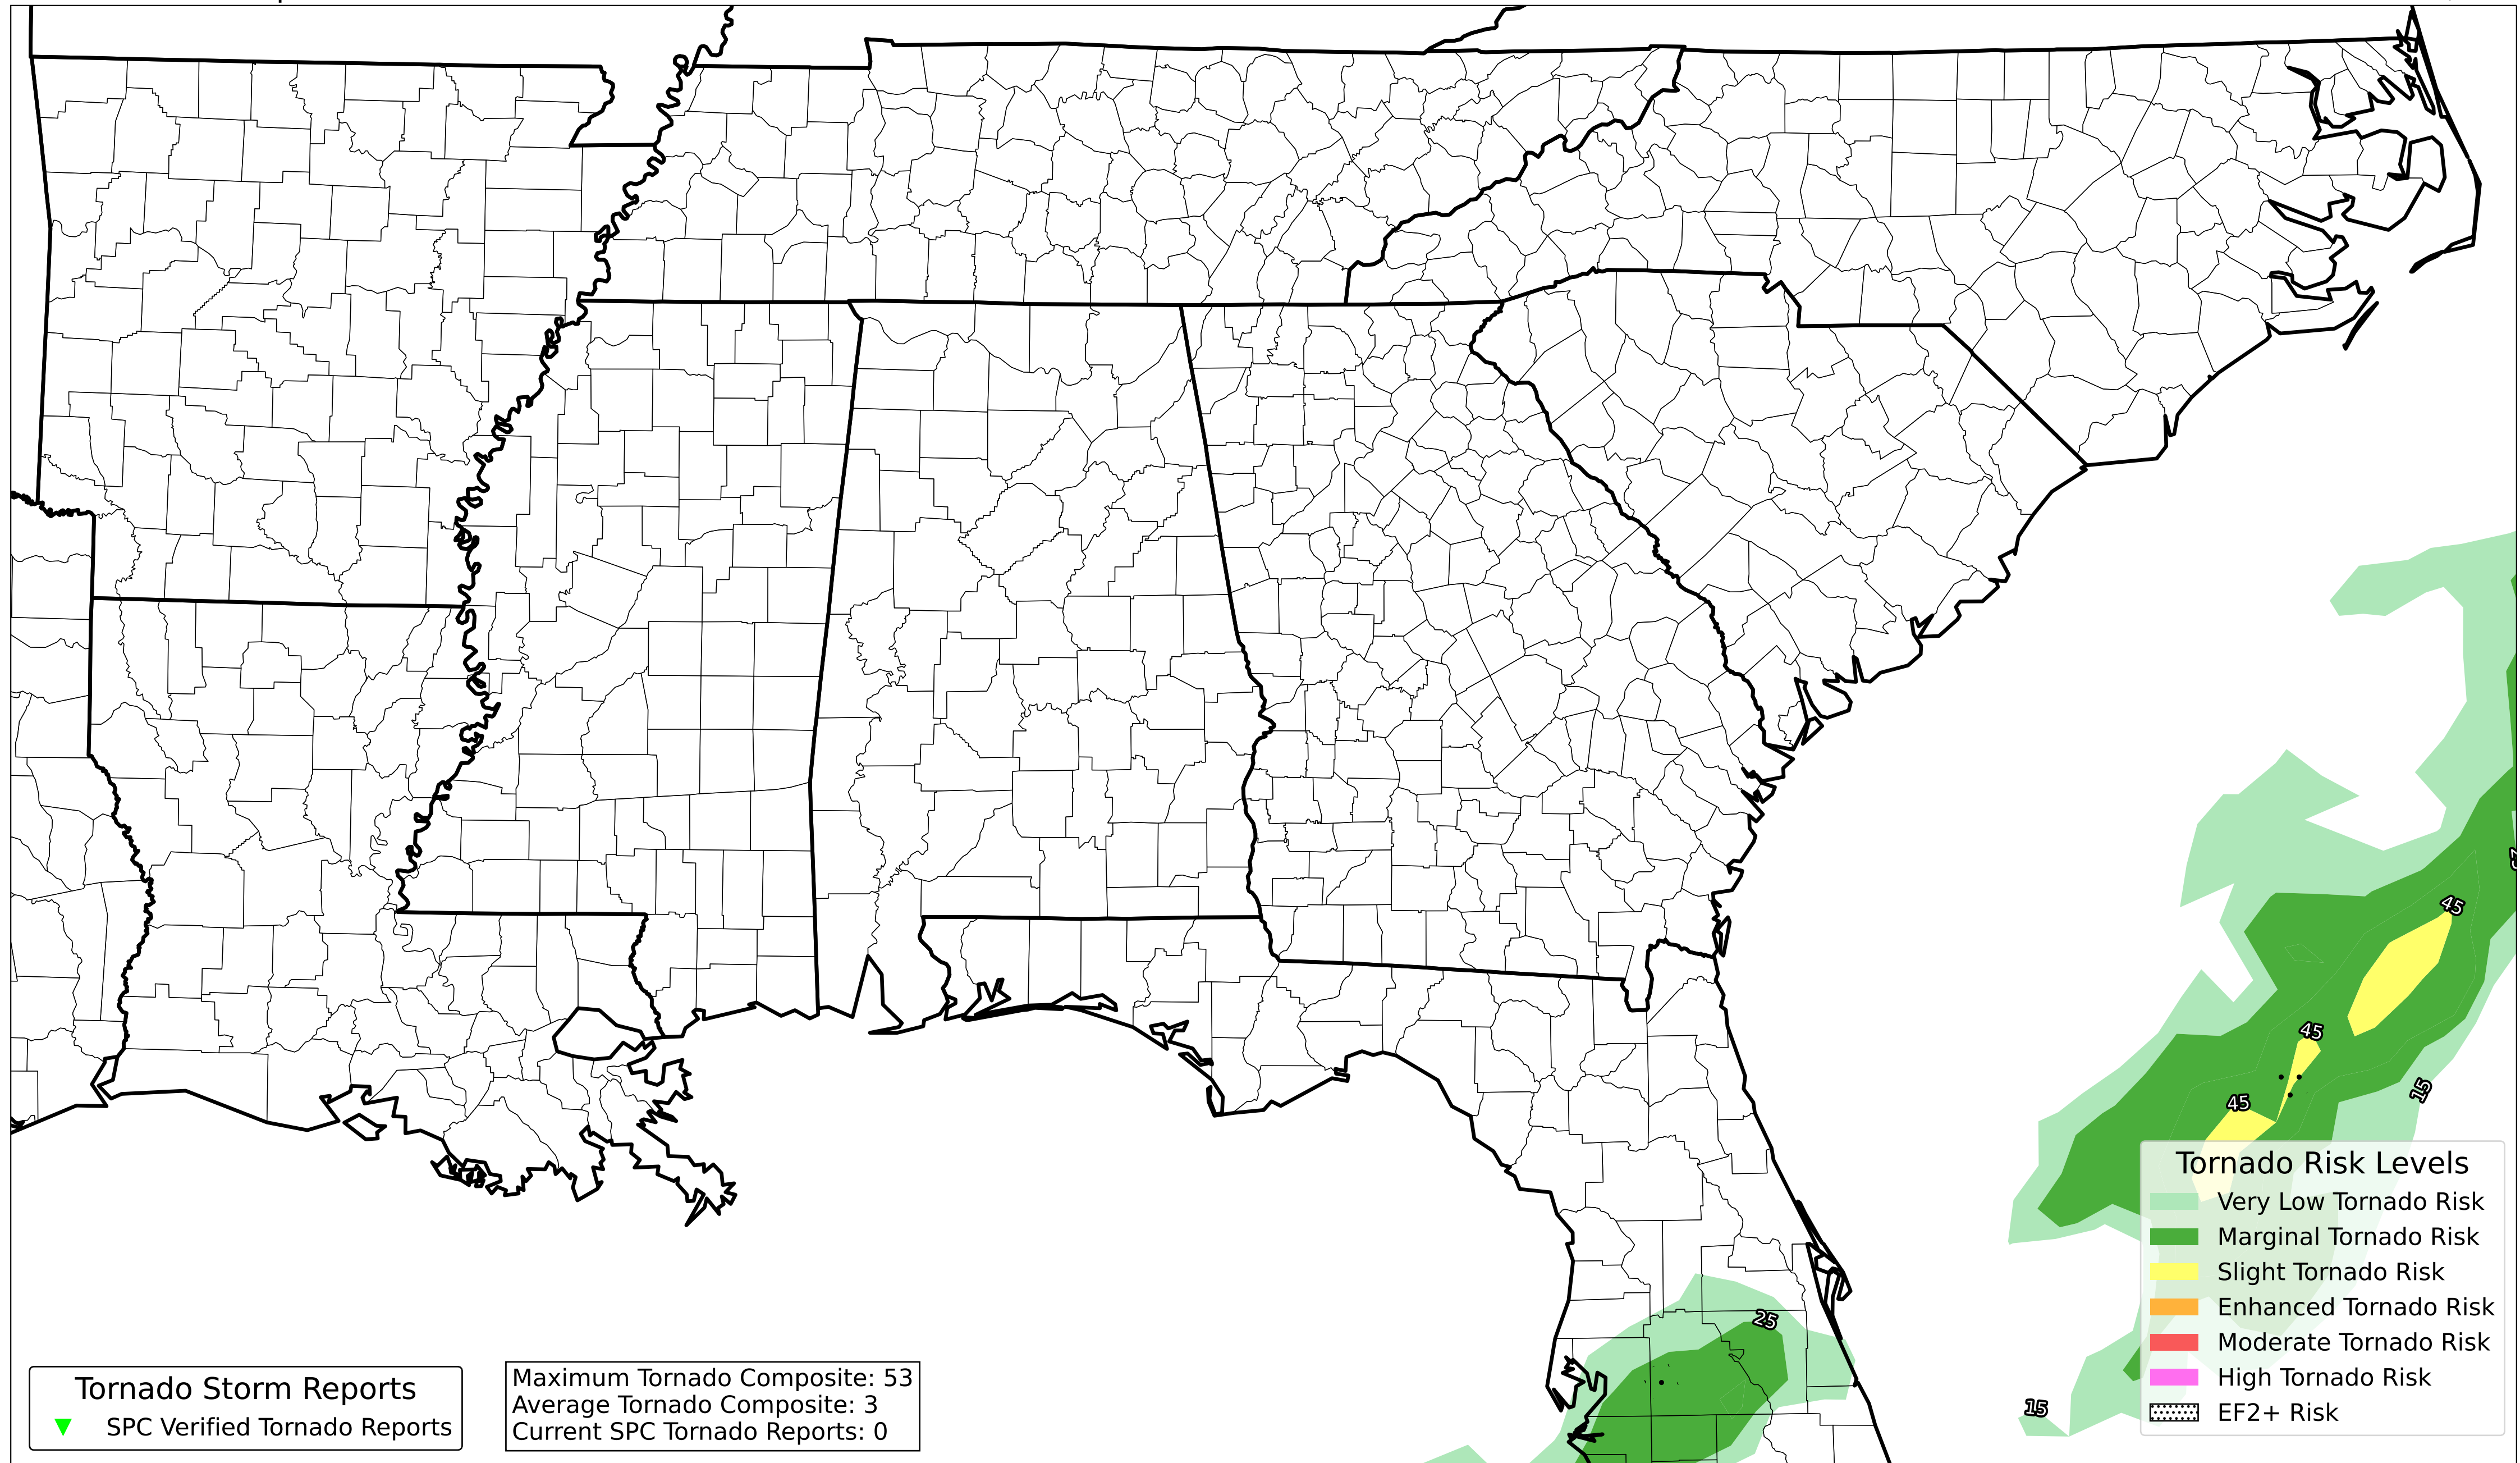 45
45
45
15
25
15
Tornado Risk Levels
Very Low Tornado Risk
Marginal Tornado Risk
Slight Tornado Risk
Enhanced Tornado Risk
Moderate Tornado Risk
High Tornado Risk
EF2+ Risk
Tornado Storm Reports
SPC Verified Tornado Reports
Maximum Tornado Composite: 53
Average Tornado Composite: 3
Current SPC Tornado Reports: 0